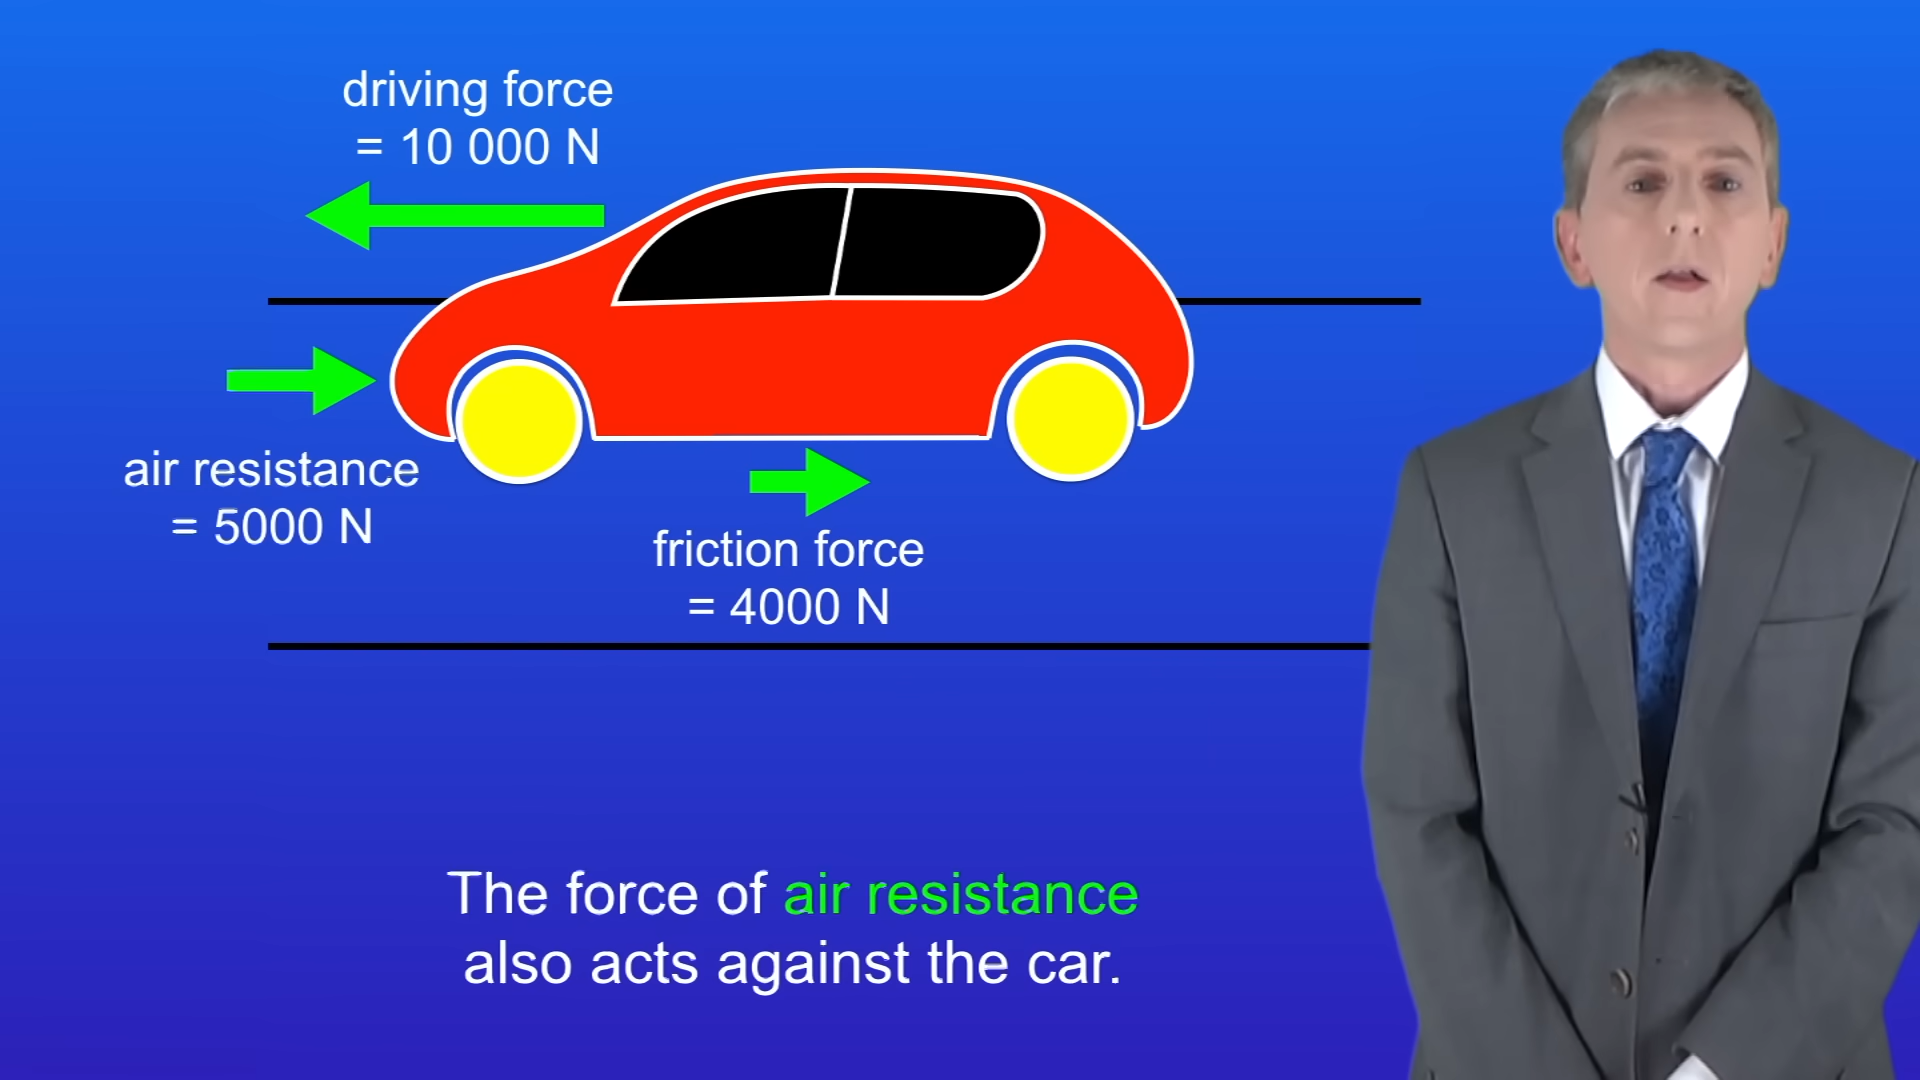 driving force
= 10 000 N
air resistance
= 5000 N
friction force
= 4000 N
The force of air resistance
also acts against the car.